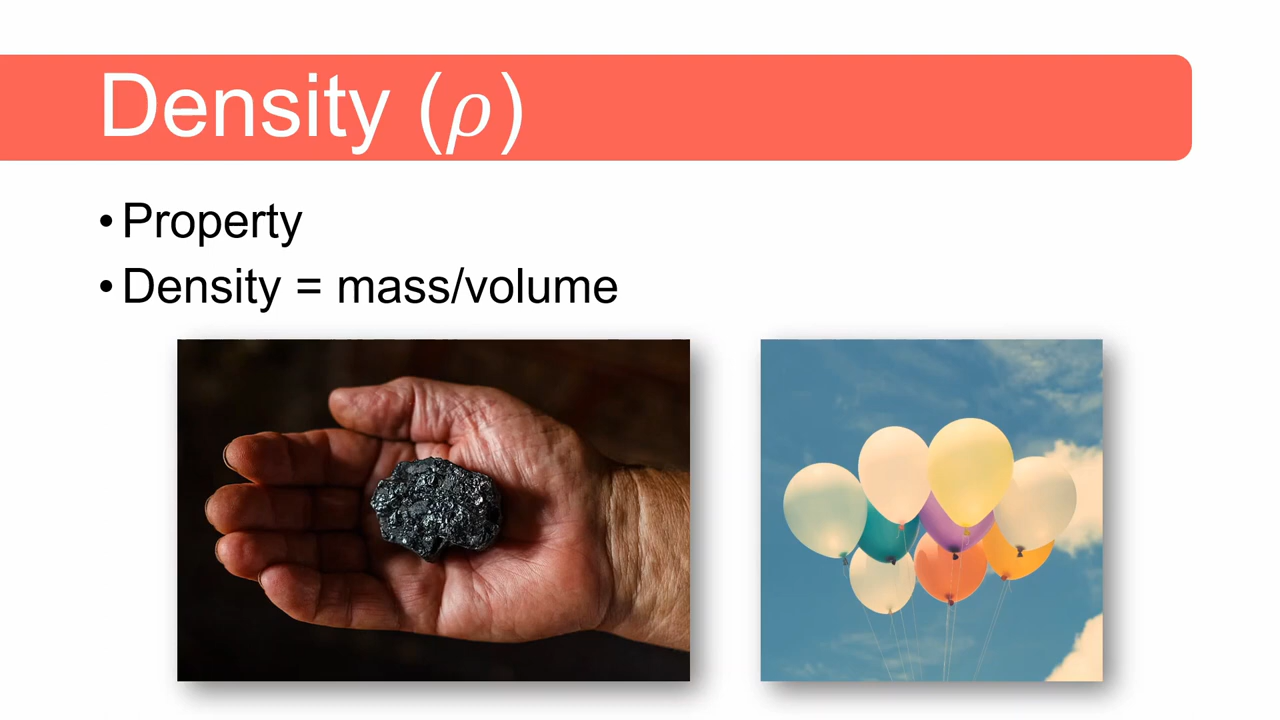 Density (ρ)
• Property
• Density = mass/volume